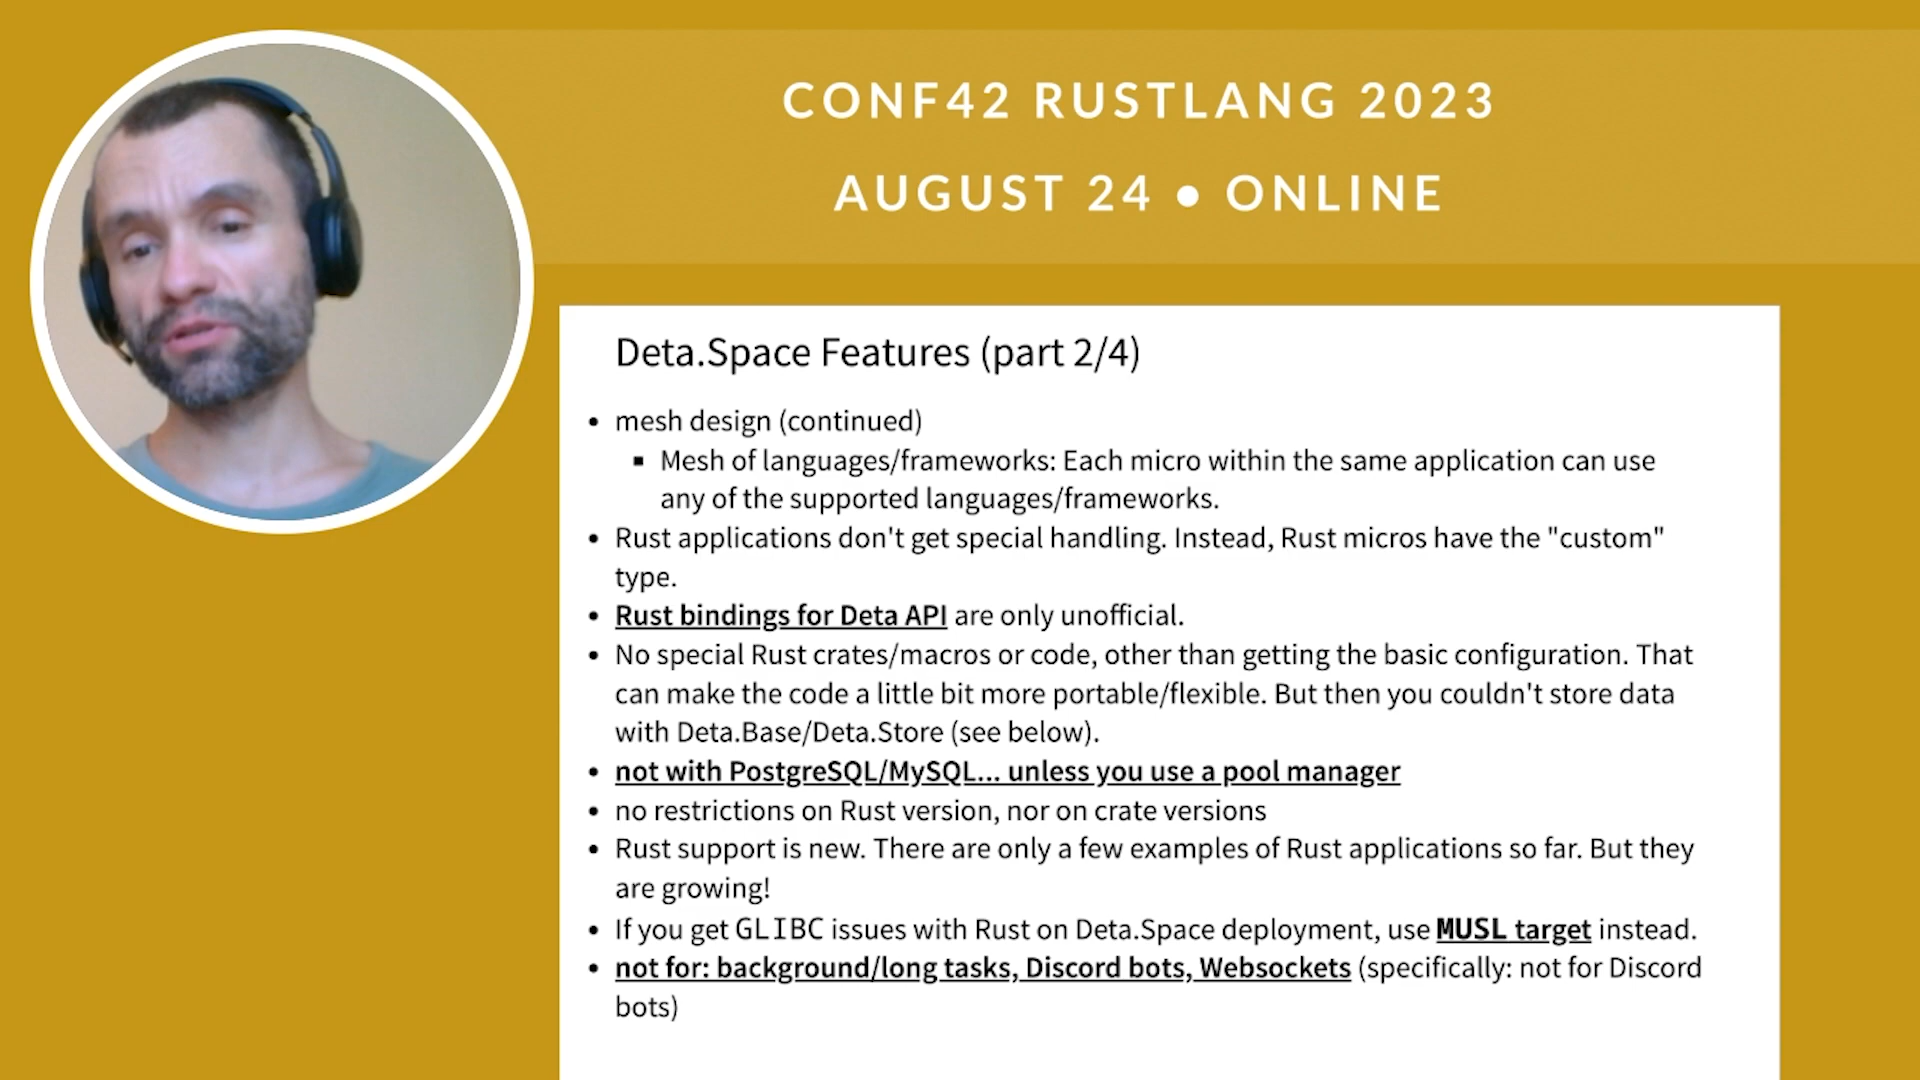 CONF42 RUSTLANG 2023
AUGUST 24 ● ONLINE
Deta.Space Features (part 2/4)
• mesh design (continued)
▪ Mesh of languages/frameworks: Each micro within the same application can use
any of the supported languages/frameworks.
• Rust applications don't get special handling. Instead, Rust micros have the "custom"
type.
• Rust bindings for Deta API are only unofficial.
• No special Rust crates/macros or code, other than getting the basic configuration. That
can make the code a little bit more portable/flexible. But then you couldn't store data
with Deta.Base/Deta.Store (see below).
• not with PostgreSQL/MySQL... unless you use a pool manager
• no restrictions on Rust version, nor on crate versions
• Rust support is new. There are only a few examples of Rust applications so far. But they
are growing!
• If you get GLIBC issues with Rust on Deta.Space deployment, use MUSL target instead.
• not for: background/long tasks, Discord bots, Websockets (specifically: not for Discord
bots)